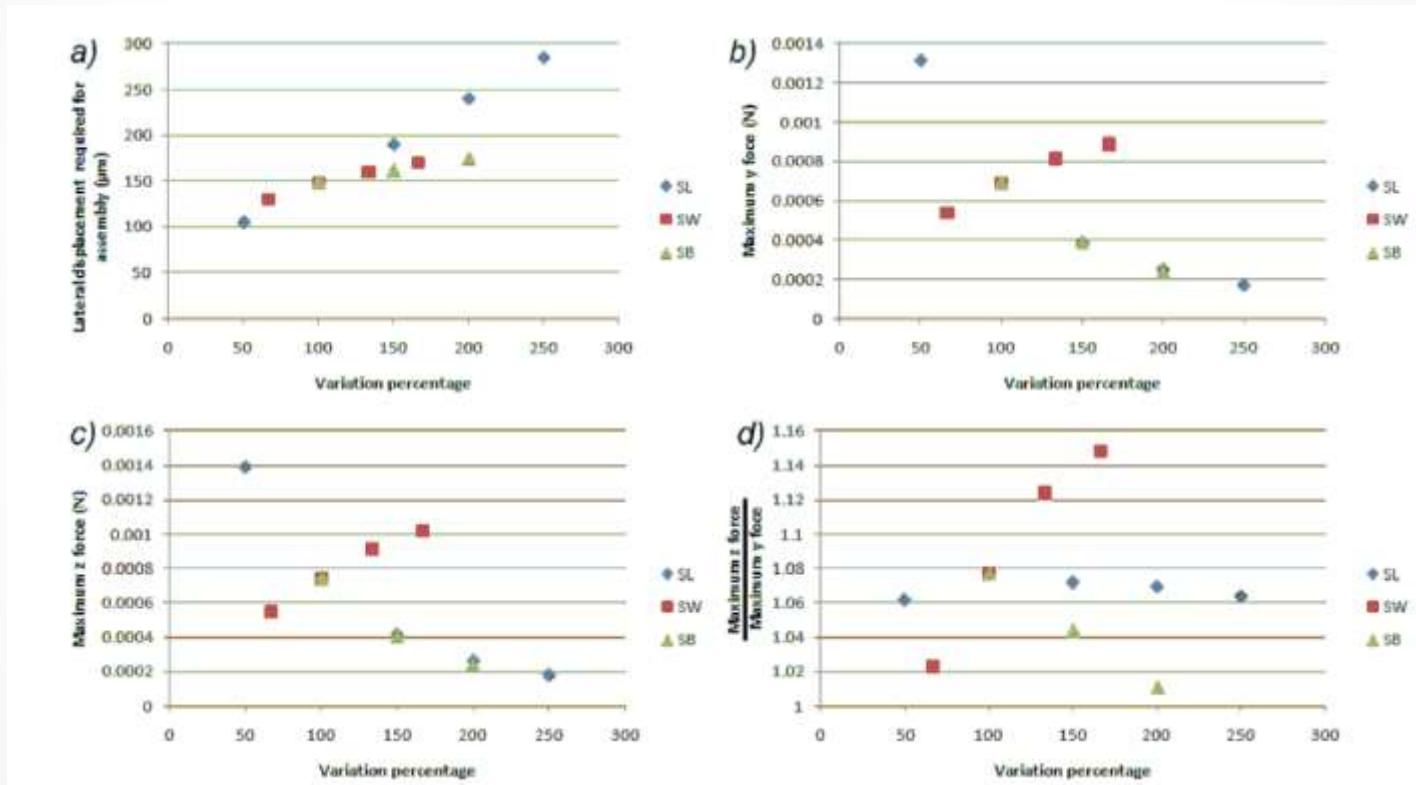 a)
Lateral displacement required for
assembly (µm)
300
250
200
150
100
50
0
0 50 100 150 200 250 300
Variation percentage
SL
SW
SB
b)
Maximum y foce (N)
0.0014
0.0012
0.001
0.0008
0.0006
0.0004
0.0002
0
0 50 100 150 200 250 300
Variation percentage
SL
SW
SB
c)
Maximum z force (N)
0.0016
0.0014
0.0012
0.001
0.0008
0.0006
0.0004
0.0002
0
0 50 100 150 200 250 300
Variation percentage
SL
SW
SB
d)
Maximum z force
Maximum y foce
1.16
1.14
1.12
1.1
1.08
1.06
1.04
1.02
1
0 50 100 150 200 250 300
Variation percentage
SL
SW
SB